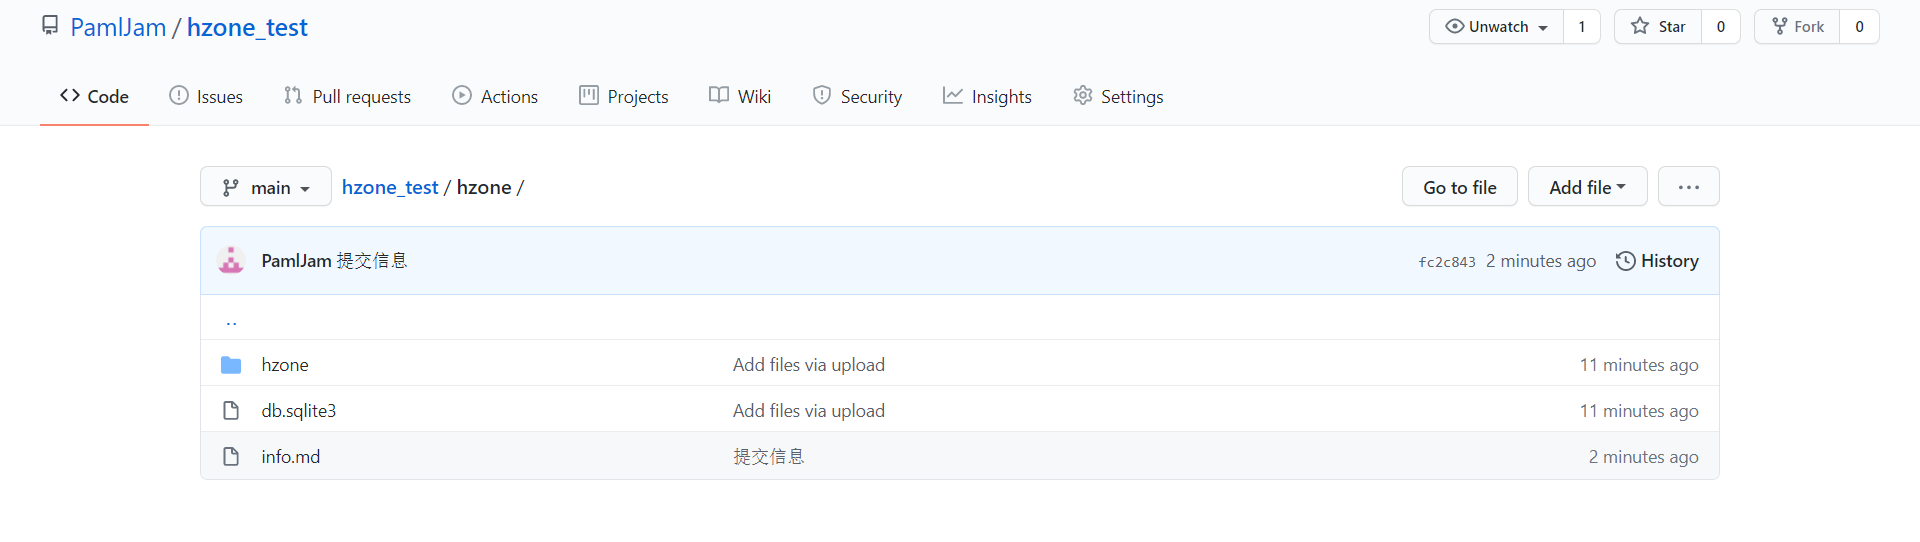 PamlJam / hzone_test Unwatch 1 Star 0 Fork 0
Code Issues Pull requests Actions Projects Wiki Security Insights Settings
main hzone_test / hzone / Go to file Add file ...
PamlJam 提交信息 fc2c843 2 minutes ago History
..
hzone Add files via upload 11 minutes ago
db.sqlite3 Add files via upload 11 minutes ago
info.md 提交信息 2 minutes ago